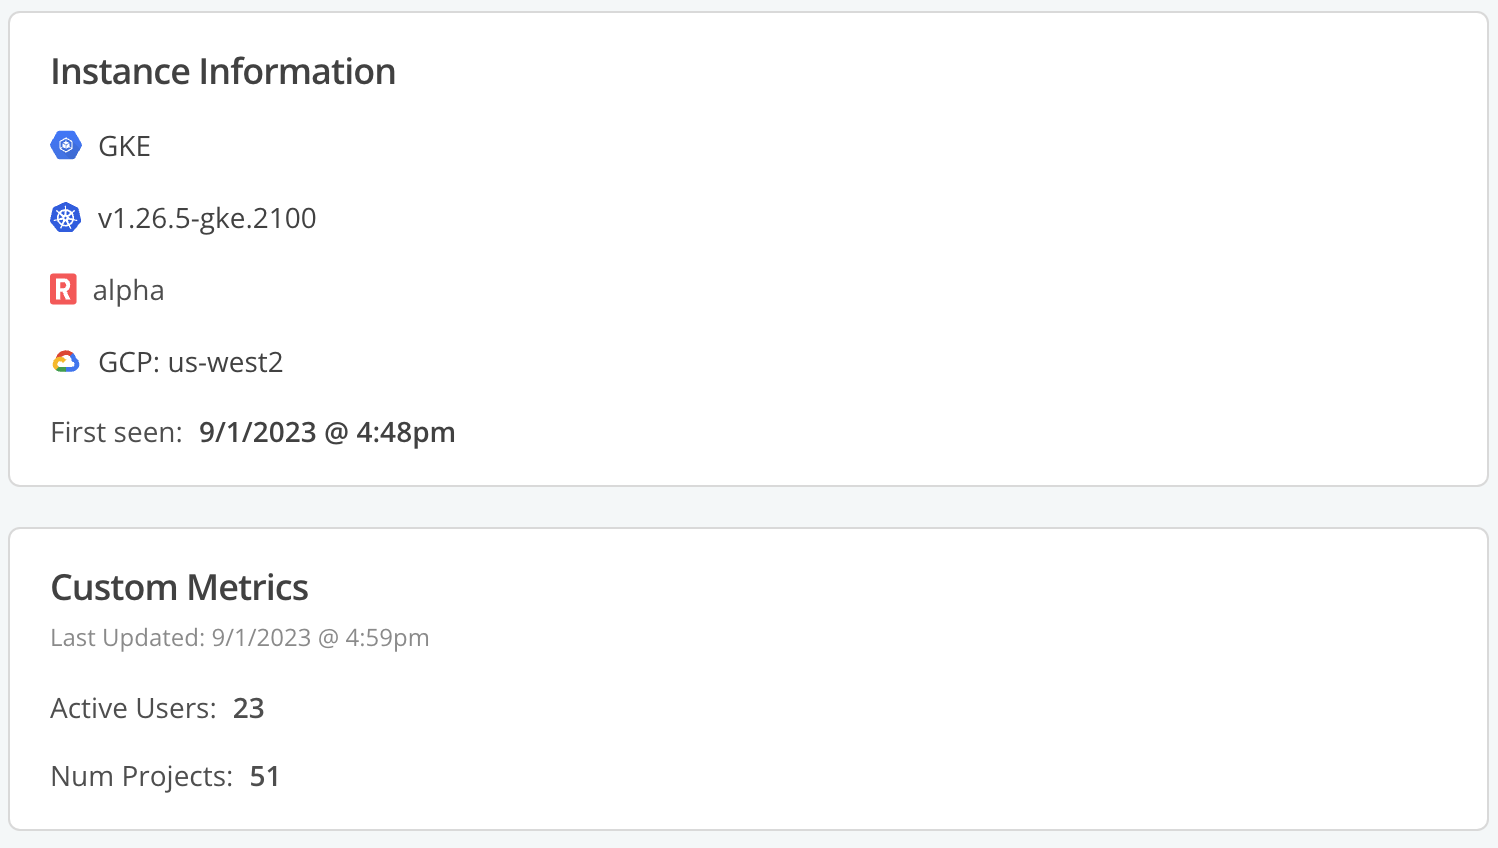 Instance Information
GKE
v1.26.5-gke.2100
R alpha
GCP: us-west2
First seen: 9/1/2023 @ 4:48pm
Custom Metrics
Last Updated: 9/1/2023 @ 4:59pm
Active Users: 23
Num Projects: 51